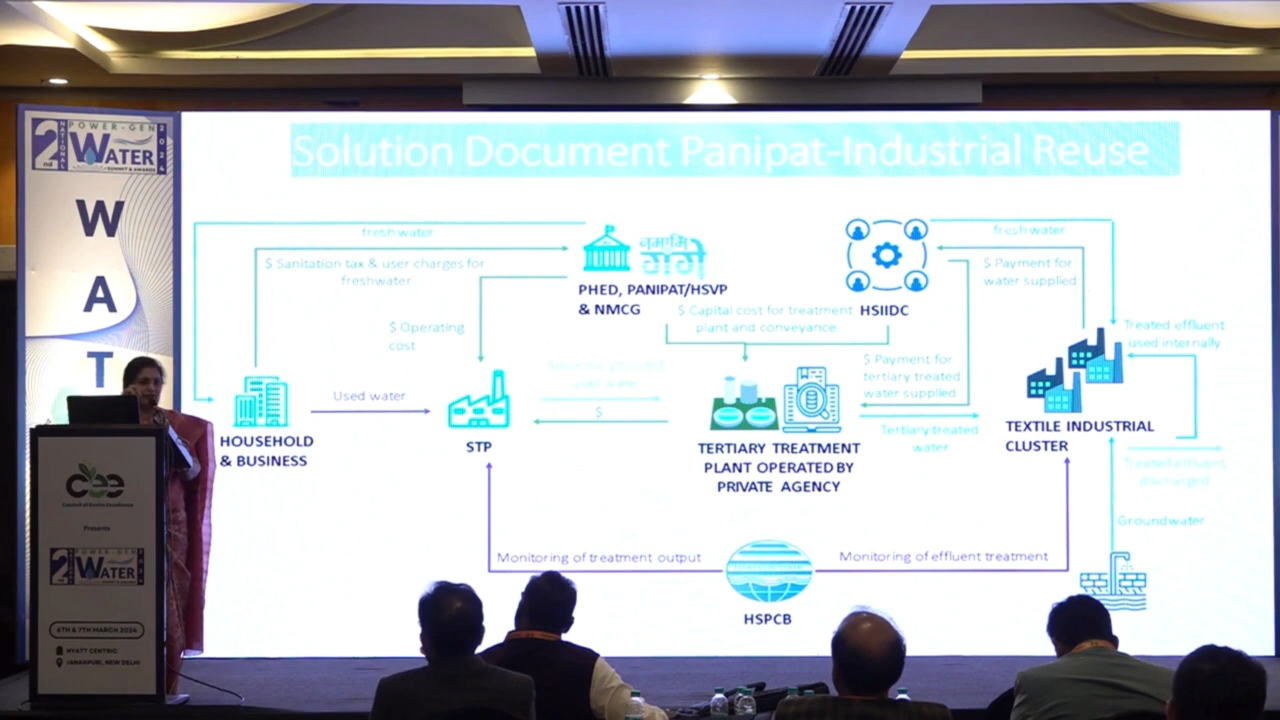 2nd
NATIONAL
POWER-GEN
WATER
SUMMIT & AWARDS
2024
W
A
T
Solution Document Panipat-Industrial Reuse
fresh water
$ Sanitation tax & user charges for
freshwater
नमामि
गंगे
PHED, PANIPAT/HSVP
& NMCG
$ Capital cost for treatment
plant and conveyance
HSIIDC
fresh water
$ Payment for
water supplied
$ Operating
cost
$ Payment for
tertiary treated
water supplied
Treated effluent
used internally
Used water
$
HOUSEHOLD
& BUSINESS
STP
TERTIARY TREATMENT
PLANT OPERATED BY
PRIVATE AGENCY
Tertiary treated
water
TEXTILE INDUSTRIAL
CLUSTER
Treated effluent
discharged
Groundwater
Monitoring of treatment output
Monitoring of effluent treatment
HSPCB
cee
Council of Enviro Excellence
Presents
2nd
POWER-GEN
WATER
6TH & 7TH MARCH 2024
HYATT CENTRIC
JANAKPURI, NEW DELHI